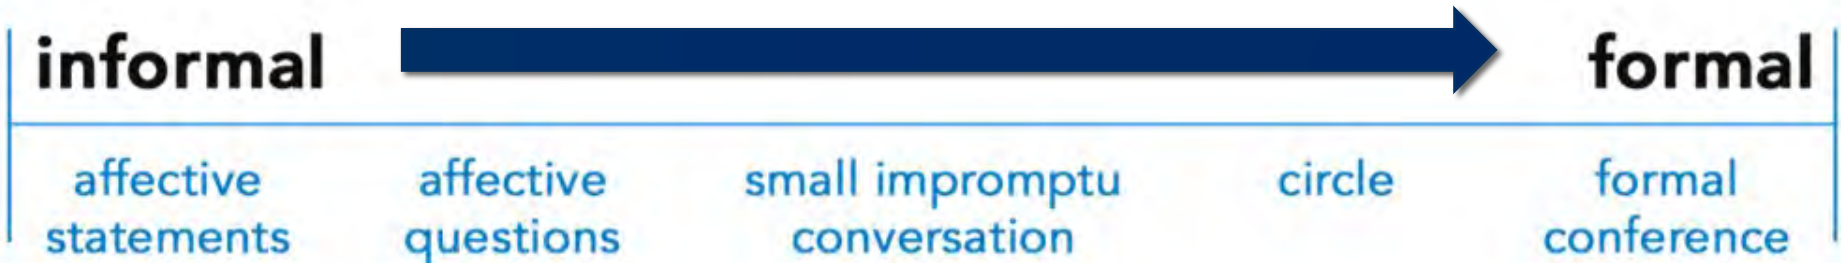 informal formal
affective affective small impromptu circle formal
statements questions conversation conference